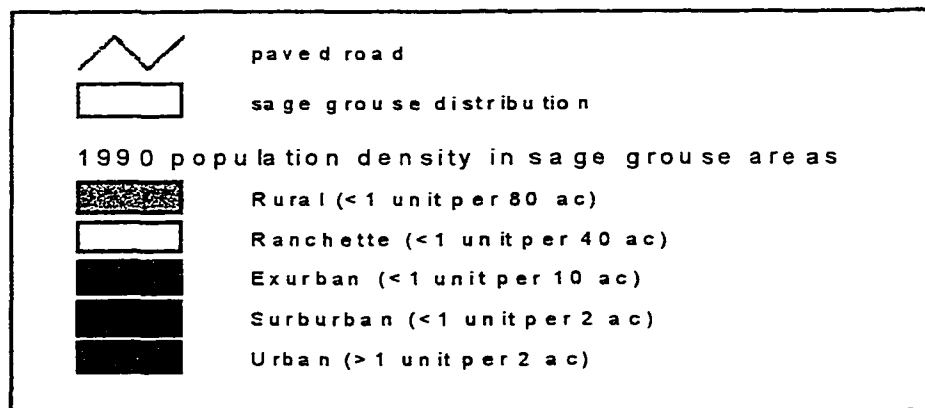 paved road
sage grouse distribution
1990 population density in sage grouse areas
Rural (<1 unit per 80 ac)
Ranchette (<1 unit per 40 ac)
Exurban (<1 unit per 10 ac)
Surburban (<1 unit per 2 ac)
Urban (>1 unit per 2 ac)